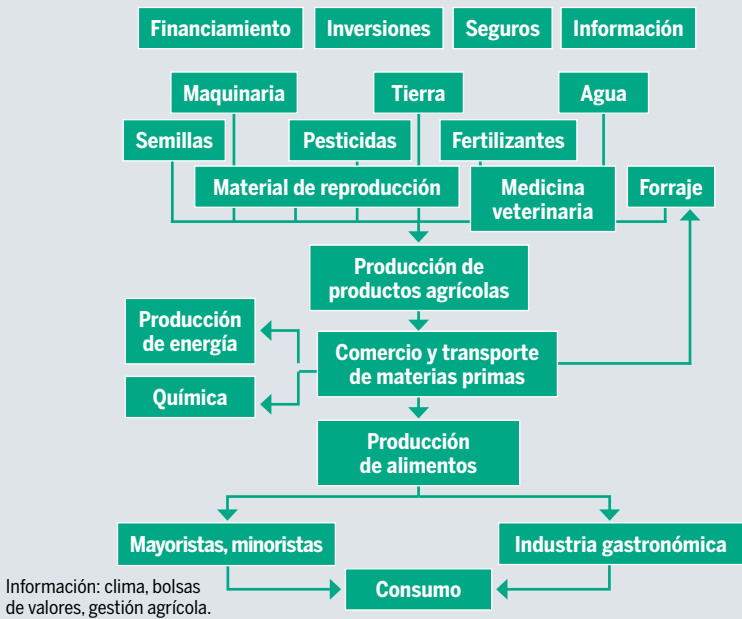 Financiamiento
Inversiones
Seguros
Información
Maquinaria
Tierra
Agua
Semillas
Pesticidas
Fertilizantes
Material de reproducción
Medicina
veterinaria
Forraje
Producción de
productos agrícolas
Producción
de energía
Comercio y transporte
de materias primas
Química
Producción
de alimentos
Mayoristas, minoristas
Industria gastronómica
Consumo
Información: clima, bolsas
de valores, gestión agrícola.